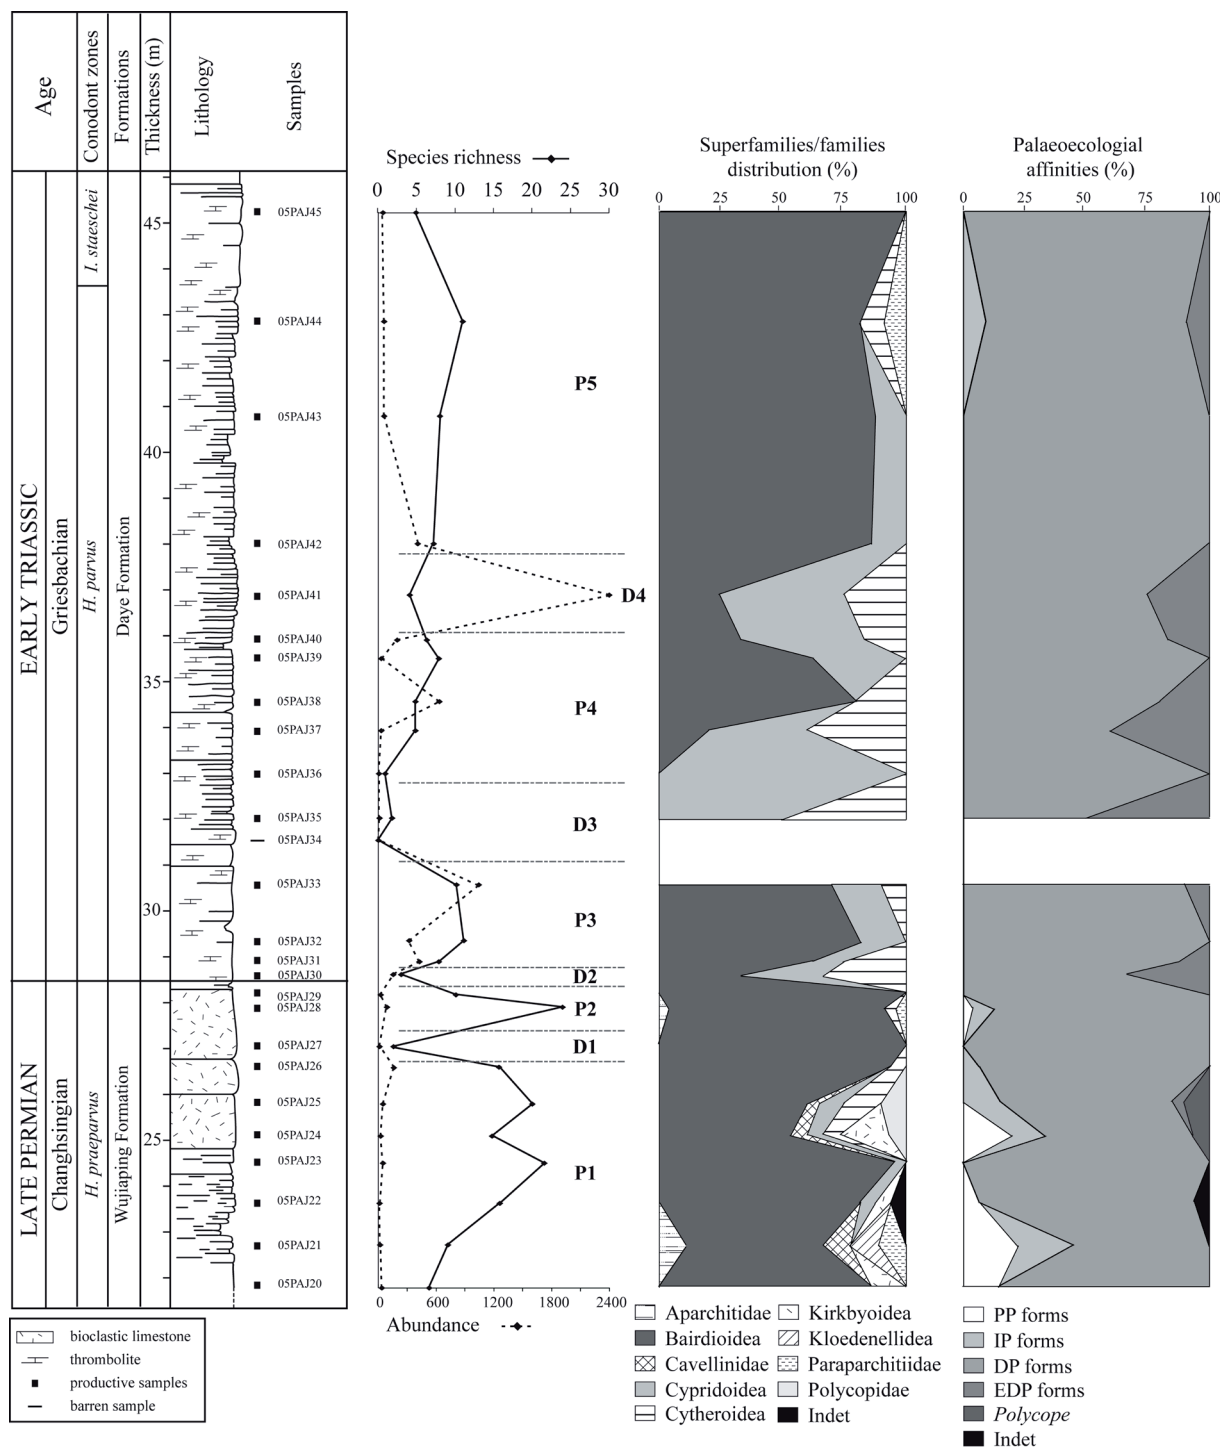 Age
Conodont zones
Formations
Thickness (m)
Lithology
Samples
EARLY TRIASSIC
LATE PERMIAN
Griesbachian
Changhsingian
I. staeschei
H. parvus
H. praeparvus
Daye Formation
Wujiaping Formation
45
40
35
30
25
05PAJ45
05PAJ44
05PAJ43
05PAJ42
05PAJ41
05PAJ40
05PAJ39
05PAJ38
05PAJ37
05PAJ36
05PAJ35
05PAJ34
05PAJ33
05PAJ32
05PAJ31
05PAJ30
05PAJ29
05PAJ28
05PAJ27
05PAJ26
05PAJ25
05PAJ24
05PAJ23
05PAJ22
05PAJ21
05PAJ20
bioclastic limestone
thrombolite
productive samples
barren sample
Species richness
0 5 10 15 20 25 30
P5
D4
P4
D3
P3
D2
P2
D1
P1
0 600 1200 1800 2400
Abundance
Superfamilies/families
distribution (%)
0 25 50 75 100
Aparchitidae
Bairdioidea
Cavellinidae
Cypridoidea
Cytheroidea
Kirkbyoidea
Kloedenellidea
Paraparchitiidae
Polycopidae
Indet
Palaeoecologial
affinities (%)
0 25 50 75 100
PP forms
IP forms
DP forms
EDP forms
Polycope
Indet